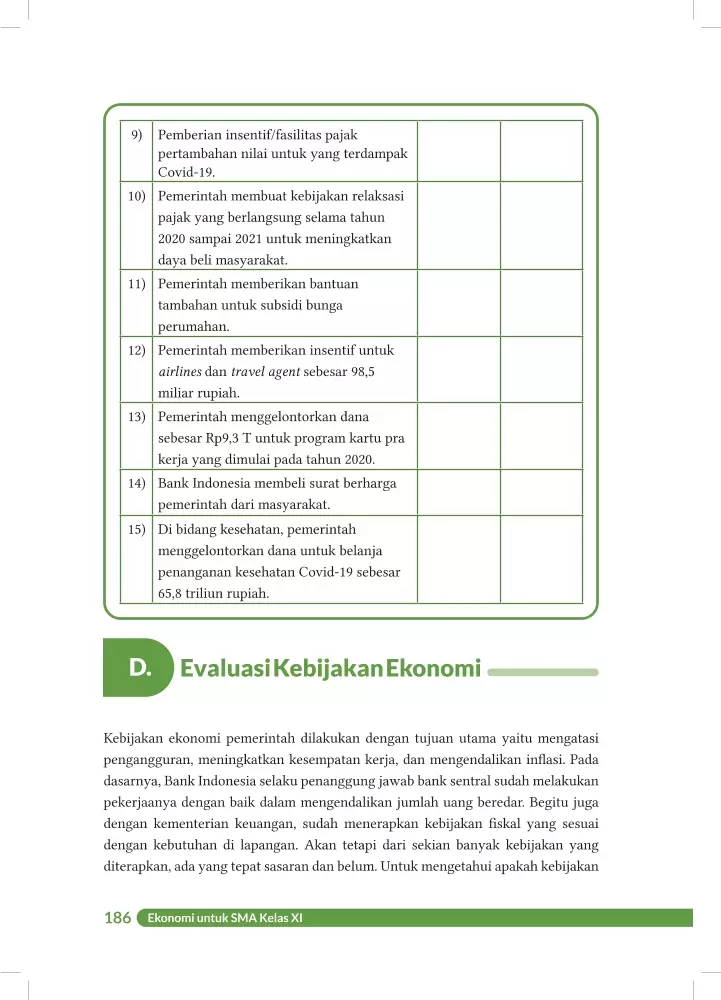 9) Pemberian insentif/fasilitas pajak
pertambahan nilai untuk yang terdampak
Covid-19.
10) Pemerintah membuat kebijakan relaksasi
pajak yang berlangsung selama tahun
2020 sampai 2021 untuk meningkatkan
daya beli masyarakat.
11) Pemerintah memberikan bantuan
tambahan untuk subsidi bunga
perumahan.
12) Pemerintah memberikan insentif untuk
airlines dan travel agent sebesar 98,5
miliar rupiah.
13) Pemerintah menggelontorkan dana
sebesar Rp9,3 T untuk program kartu pra
kerja yang dimulai pada tahun 2020.
14) Bank Indonesia membeli surat berharga
pemerintah dari masyarakat.
15) Di bidang kesehatan, pemerintah
menggelontorkan dana untuk belanja
penanganan kesehatan Covid-19 sebesar
65,8 triliun rupiah.
D. Evaluasi Kebijakan Ekonomi
Kebijakan ekonomi pemerintah dilakukan dengan tujuan utama yaitu mengatasi
pengangguran, meningkatkan kesempatan kerja, dan mengendalikan inflasi. Pada
dasarnya, Bank Indonesia selaku penanggung jawab bank sentral sudah melakukan
pekerjaanya dengan baik dalam mengendalikan jumlah uang beredar. Begitu juga
dengan kementerian keuangan, sudah menerapkan kebijakan fiskal yang sesuai
dengan kebutuhan di lapangan. Akan tetapi dari sekian banyak kebijakan yang
diterapkan, ada yang tepat sasaran dan belum. Untuk mengetahui apakah kebijakan
186 Ekonomi untuk SMA Kelas XI